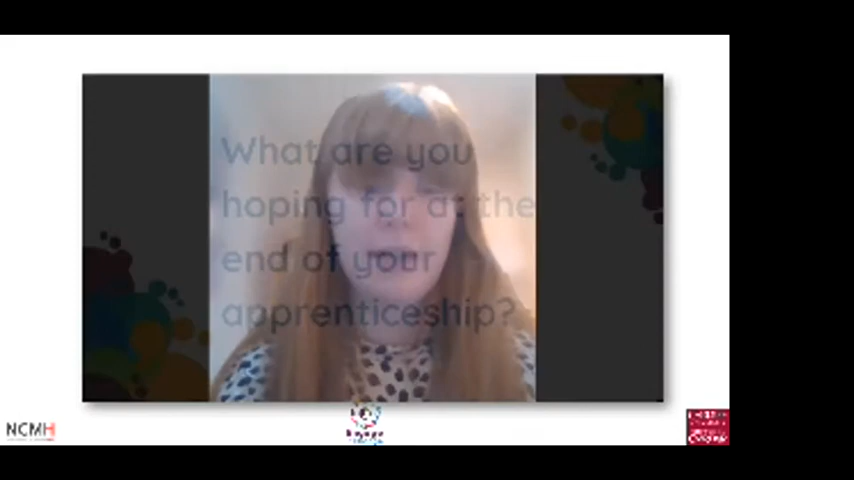 What are you
hoping for at the
end of your
apprenticeship?
NCMH